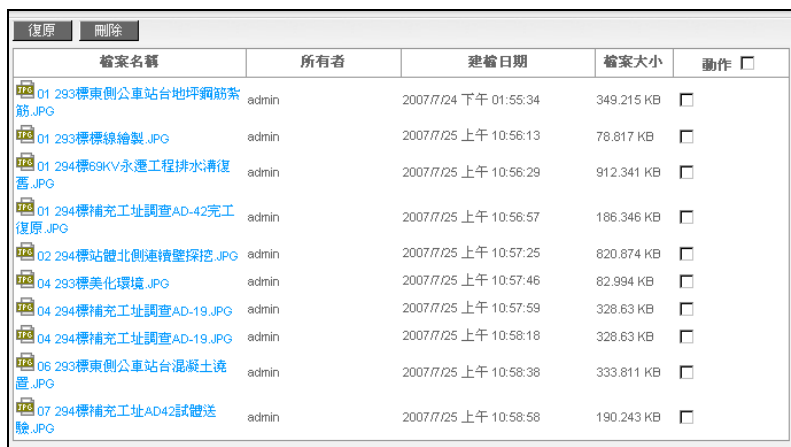 復原 刪除
檔案名稱 所有者 建檔日期 檔案大小 動作
01 293標東側公車站台地坪鋼筋紮 admin 2007/7/24 下午 01:55:34 349.215 KB
筋.JPG
01 293標標線繪製.JPG admin 2007/7/25 上午 10:56:13 78.817 KB
01 294標69KV永遷工程排水溝復 admin 2007/7/25 上午 10:56:29 912.341 KB
舊.JPG
01 294標補充工址調查AD-42完工 admin 2007/7/25 上午 10:56:57 186.346 KB
復原.JPG
02 294標站體北側連續壁探挖.JPG admin 2007/7/25 上午 10:57:25 820.874 KB
04 293標美化環境.JPG admin 2007/7/25 上午 10:57:46 82.994 KB
04 294標補充工址調查AD-19.JPG admin 2007/7/25 上午 10:57:59 328.63 KB
04 294標補充工址調查AD-19.JPG admin 2007/7/25 上午 10:58:18 328.63 KB
06 293標東側公車站台混凝土澆 admin 2007/7/25 上午 10:58:38 333.811 KB
置.JPG
07 294標補充工址AD42試體送 admin 2007/7/25 上午 10:58:58 190.243 KB
驗.JPG